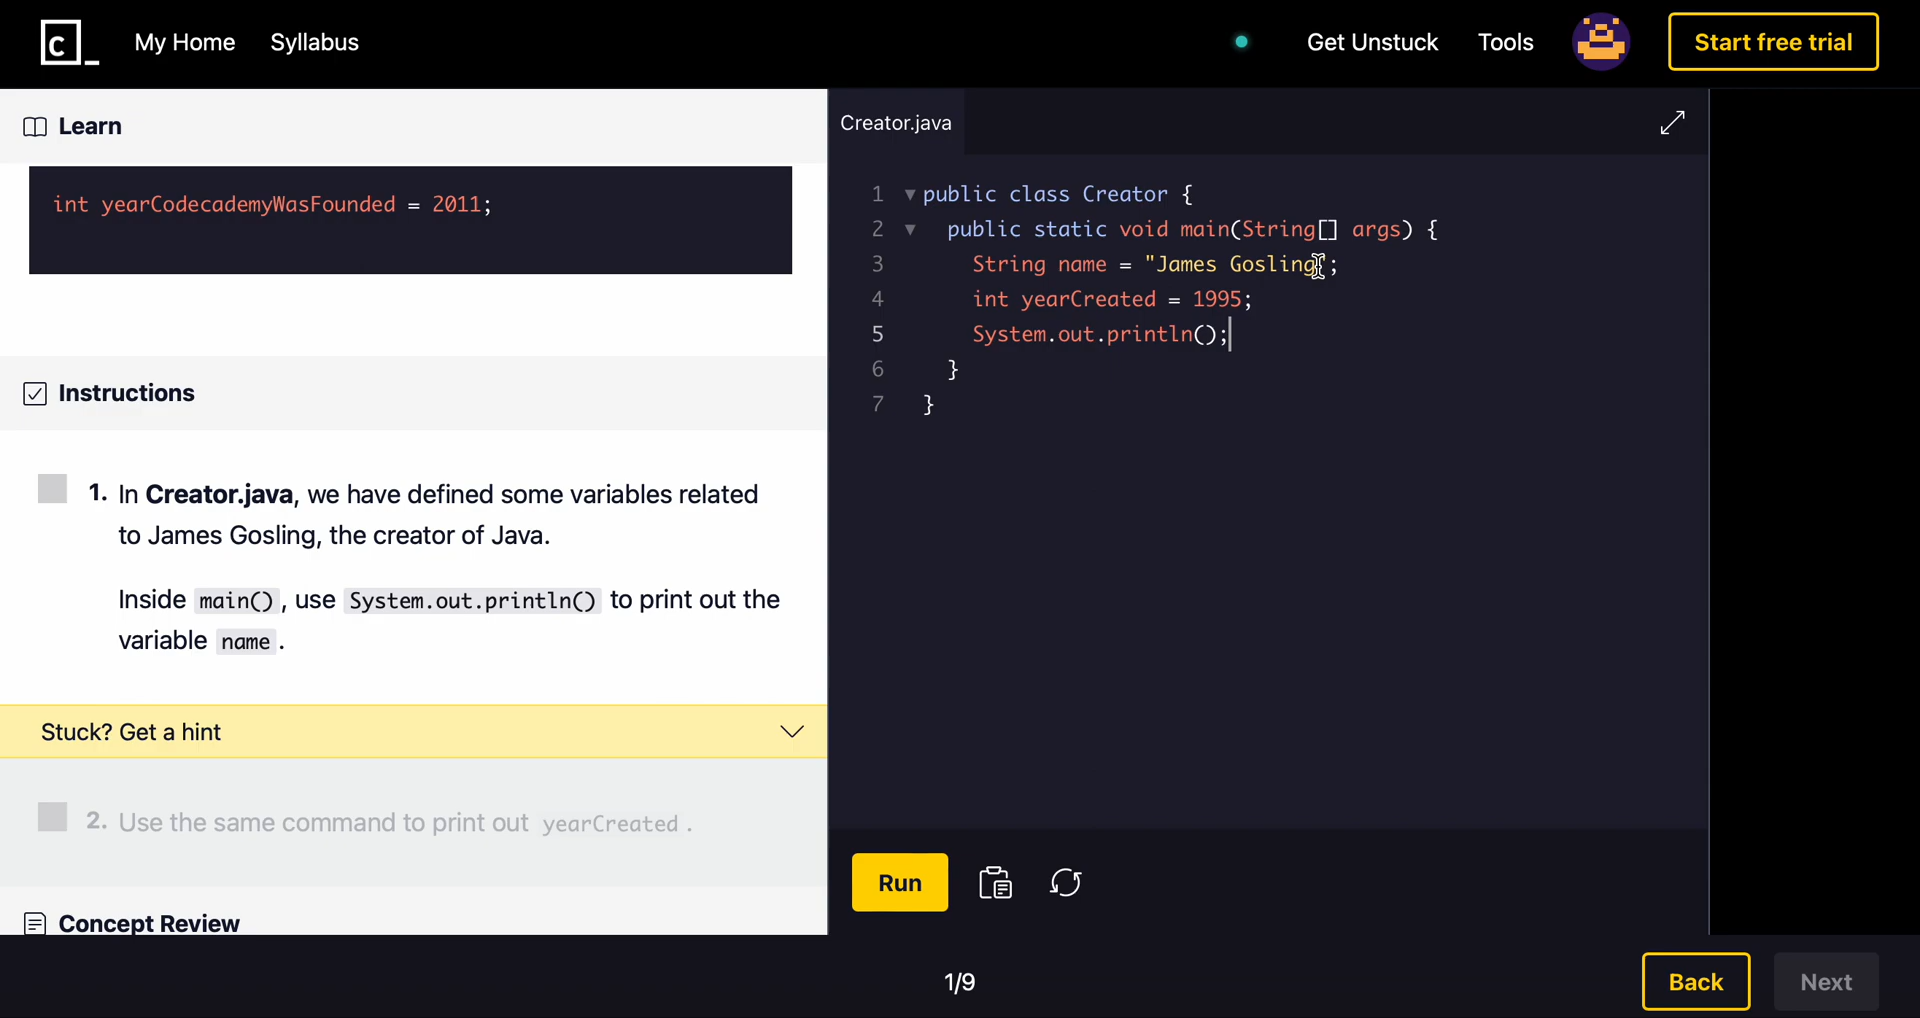 c_ My Home Syllabus Get Unstuck Tools Start free trial
Learn
int yearCodecademyWasFounded = 2011;
Instructions
1. In Creator.java, we have defined some variables related
to James Gosling, the creator of Java.
Inside main(), use System.out.println() to print out the
variable name.
Stuck? Get a hint
2. Use the same command to print out yearCreated.
Concept Review
Creator.java
1 public class Creator {
2 public static void main(String[] args) {
3 String name = "James Gosling";
4 int yearCreated = 1995;
5 System.out.println();
6 }
7 }
Run
1/9
Back Next